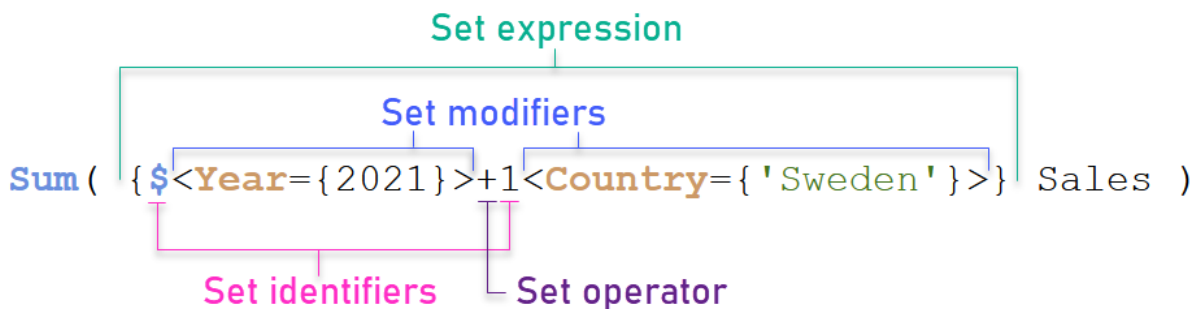 Set expression
Set modifiers
Sum( {$<Year={2021}>+1<Country={'Sweden'}>} Sales )
Set identifiers
Set operator